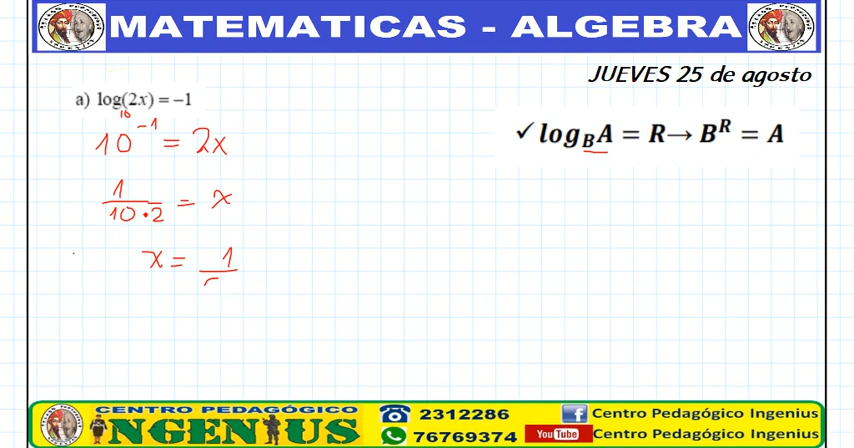 MATEMATICAS - ALGEBRA
JUEVES 25 de agosto
a) log(2x) = −1
10
10⁻¹ = 2x
✓ log_B A = R → B^R = A
1
10 · 2 = x
x = 1
CENTRO PEDAGÓGICO
INGENIUS
2312286
76769374
Centro Pedagógico Ingenius
YouTube Centro Pedagógico Ingenius